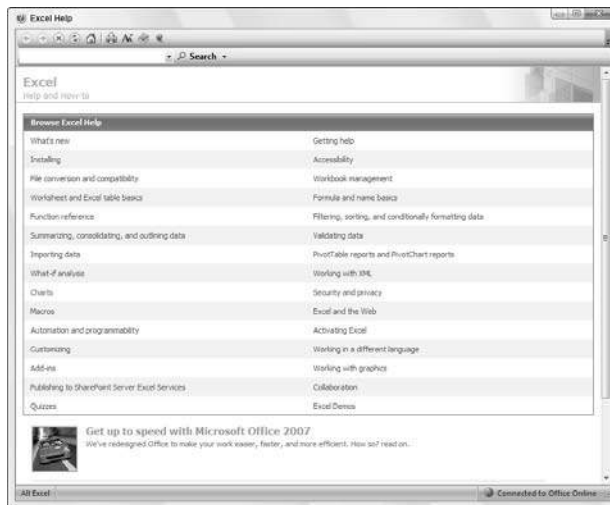 Excel Help
Search
Excel
Help and How-to
Browse Excel Help
What's new Getting help
Installing Accessibility
File conversion and compatibility Workbook management
Worksheet and Excel table basics Formula and name basics
Function reference Filtering, sorting, and conditionally formatting data
Summarizing, consolidating, and outlining data Validating data
Importing data PivotTable reports and PivotChart reports
What-if analysis Working with XML
Charts Security and privacy
Macros Excel and the Web
Automation and programmability Activating Excel
Customizing Working in a different language
Add-ins Working with graphics
Publishing to SharePoint Server Excel Services Collaboration
Quizzes Excel Demos
Get up to speed with Microsoft Office 2007
We've redesigned Office to make your work easier, faster, and more efficient. How so? read on.
All Excel Connected to Office Online